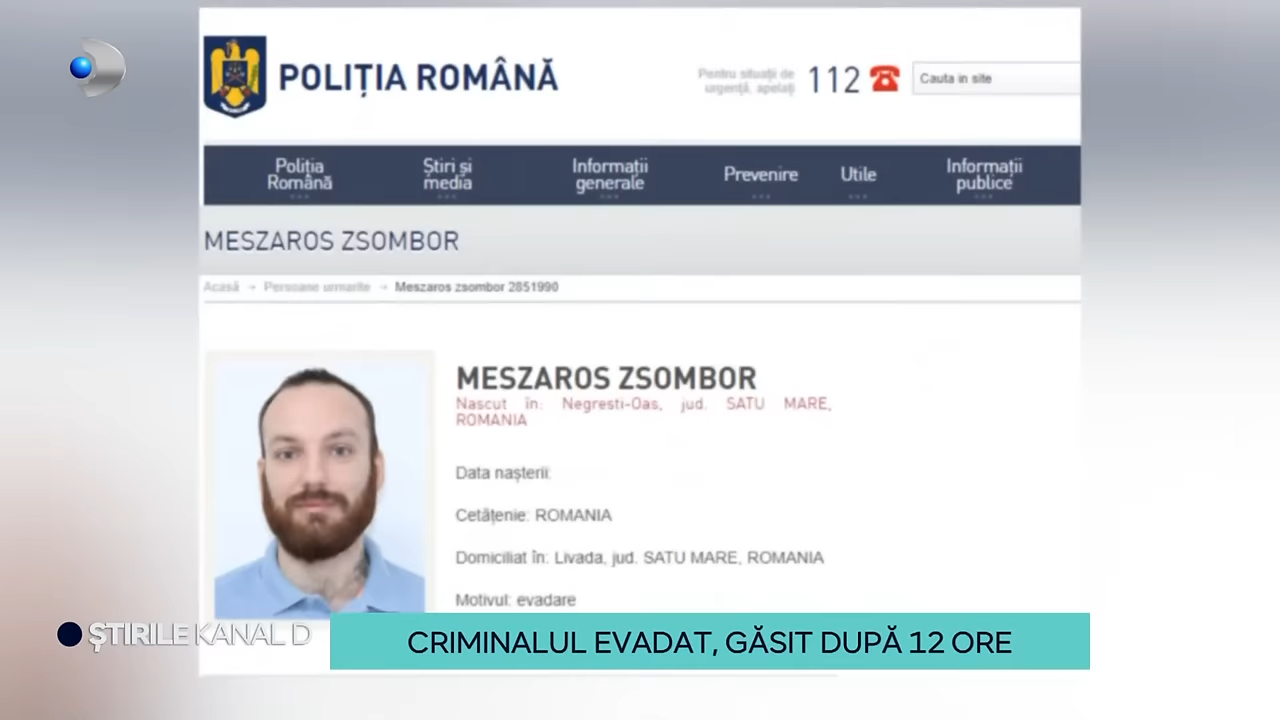 POLIȚIA ROMÂNĂ
Pentru situații de
urgență, apelați
112
Cauta in site
Poliția
Română
Știri și
media
Informații
generale
Prevenire
Utile
Informații
publice
MESZAROS ZSOMBOR
Acasă → Persoane urmarite → Meszaros zsombor 2851990
MESZAROS ZSOMBOR
Nascut în: Negresti-Oas, jud. SATU MARE,
ROMANIA
Data nașterii:
Cetățenie: ROMANIA
Domiciliat în: Livada, jud. SATU MARE, ROMANIA
Motivul: evadare
ȘTIRILE KANAL D
CRIMINALUL EVADAT, GĂSIT DUPĂ 12 ORE